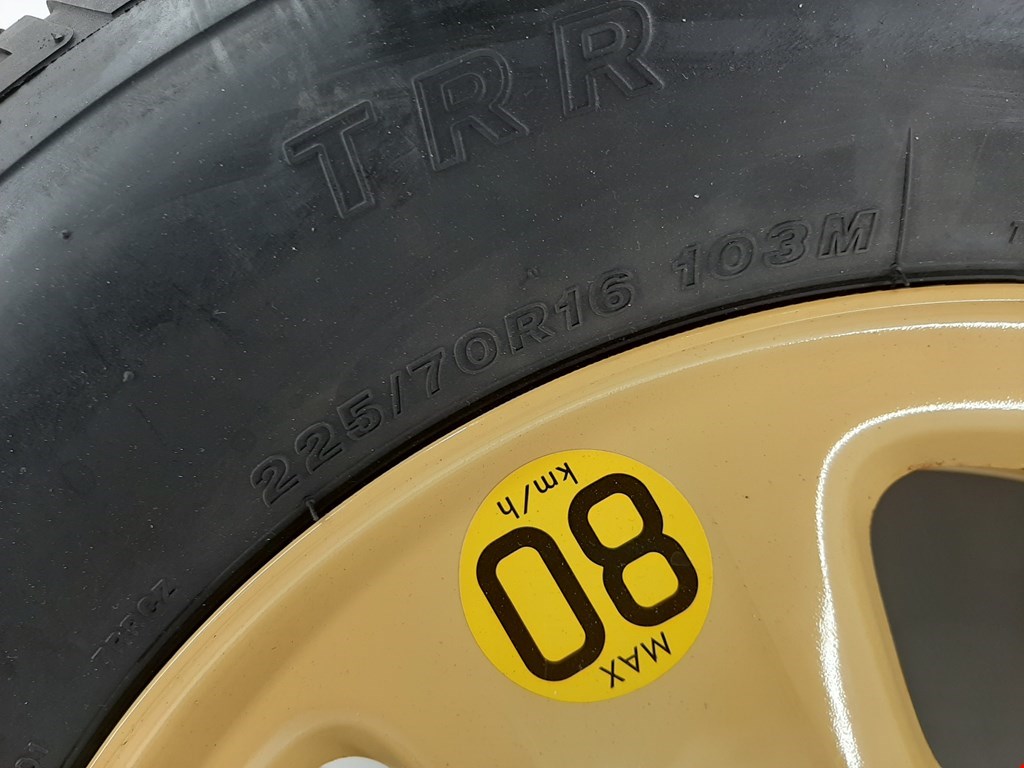 TRR
225/70R16 103M
MAX
80
km/h